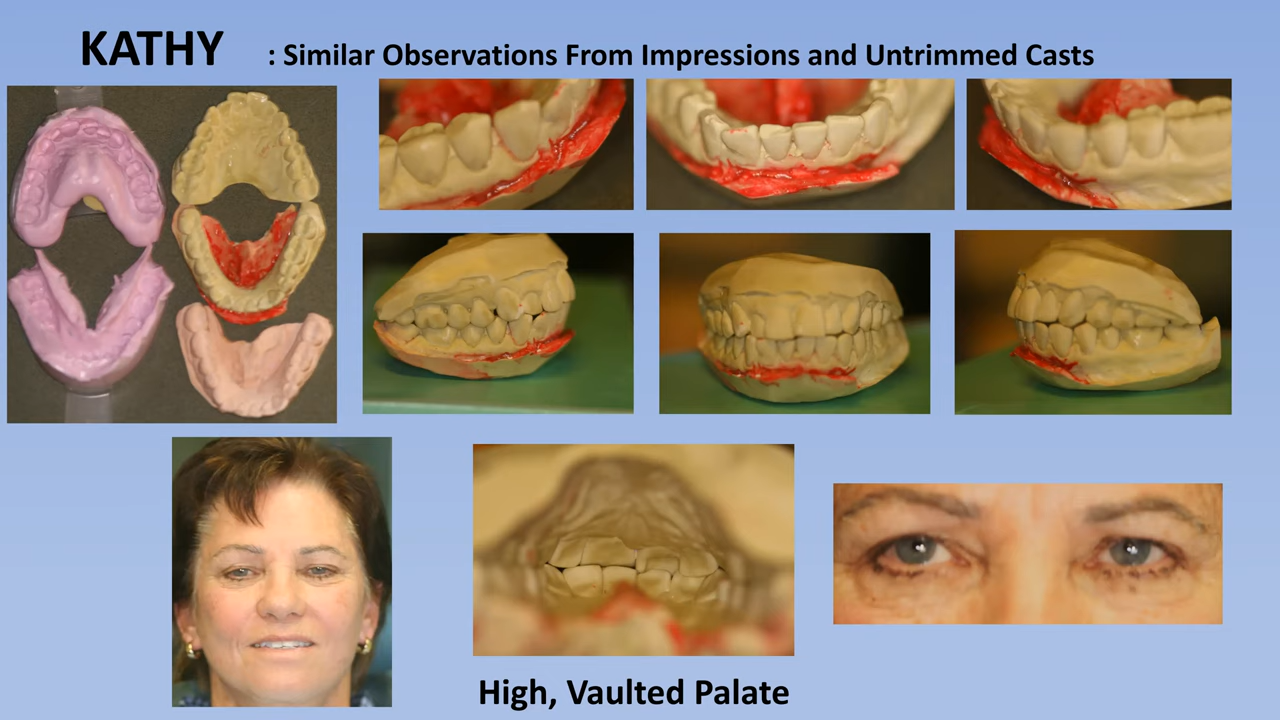 KATHY : Similar Observations From Impressions and Untrimmed Casts
High, Vaulted Palate